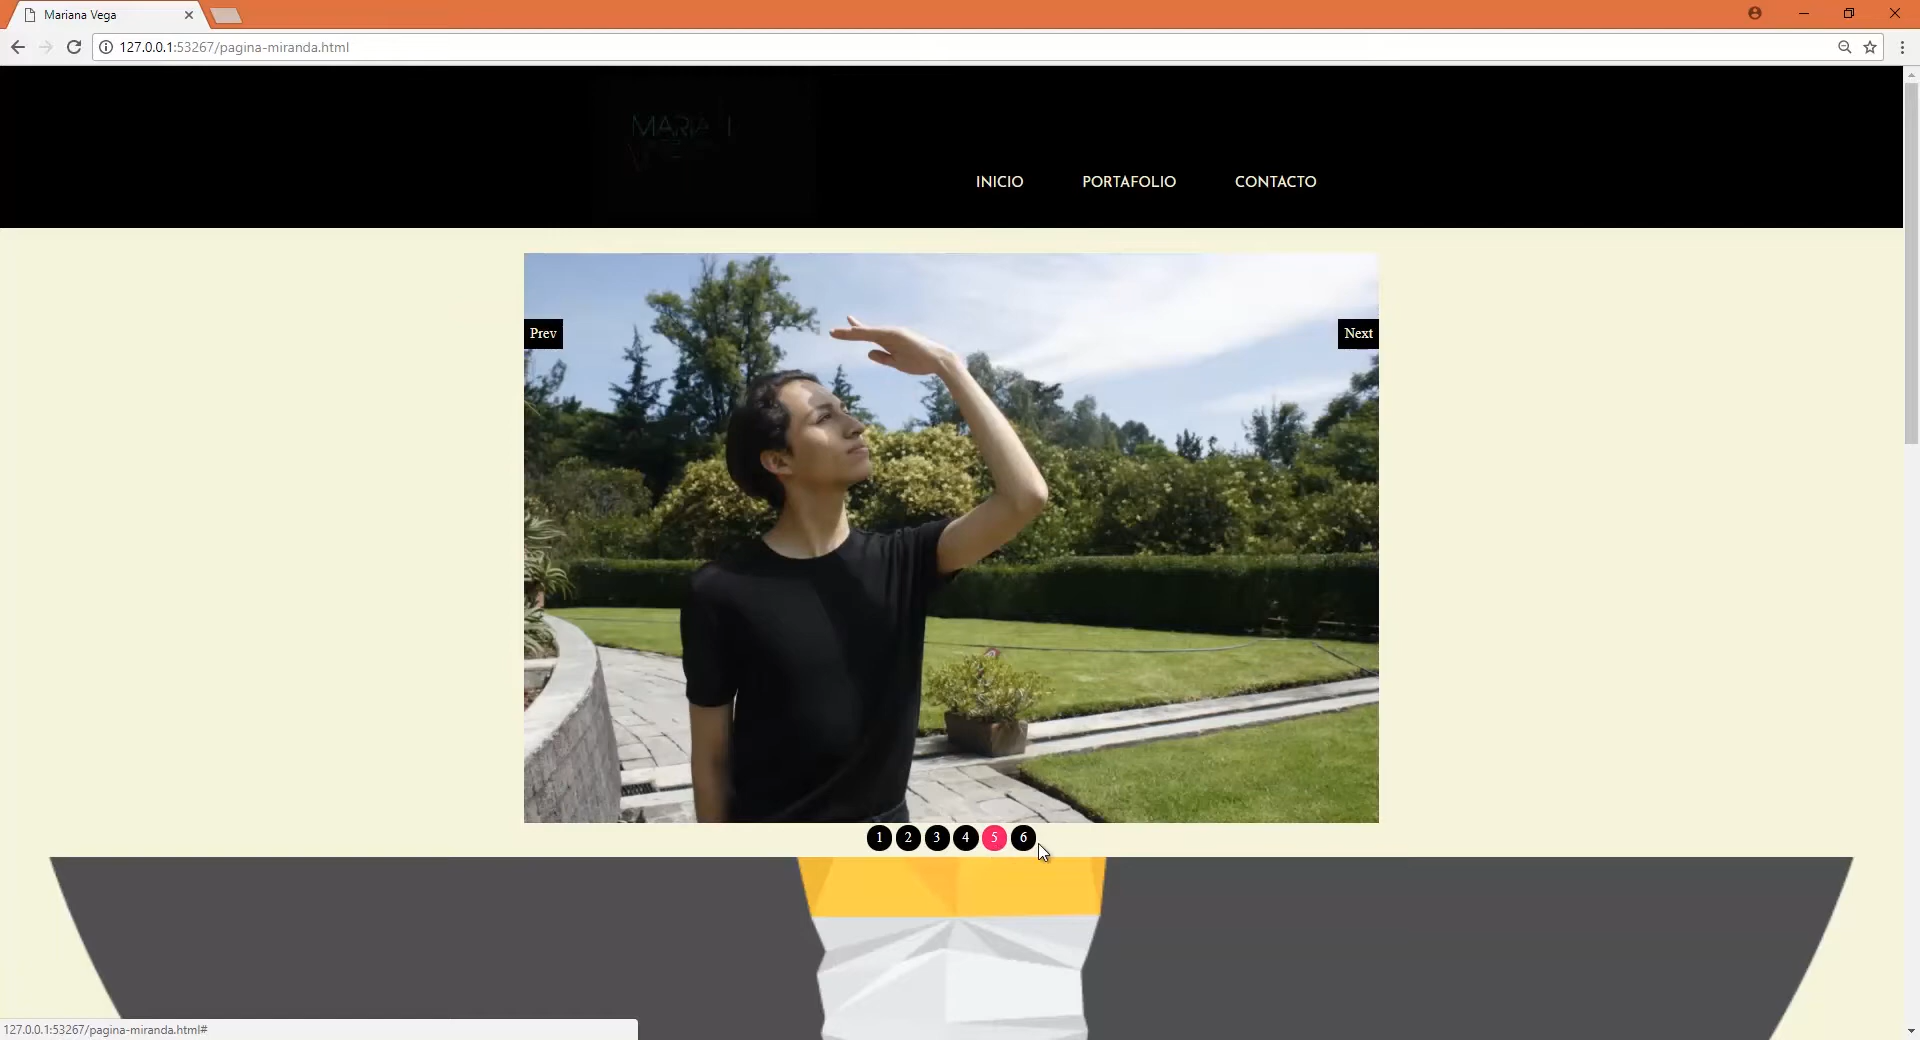 Mariana Vega
127.0.0.1:53267/pagina-miranda.html
INICIO PORTAFOLIO CONTACTO
Prev Next
1 2 3 4 5 6
127.0.0.1:53267/pagina-miranda.html#